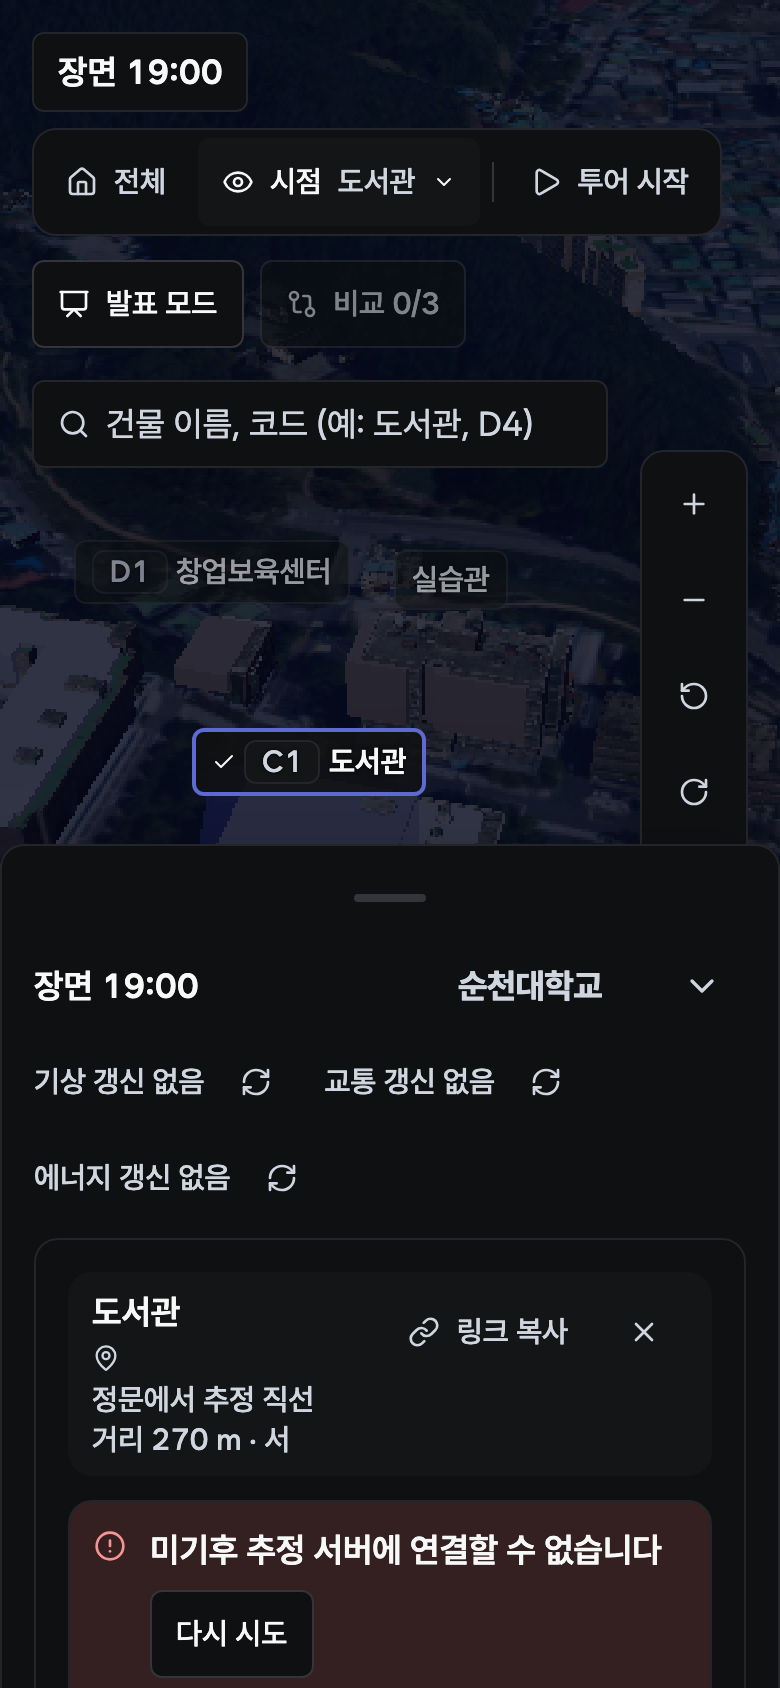 장면 19:00
전체 시점 도서관 투어 시작
발표 모드 비교 0/3
건물 이름, 코드 (예: 도서관, D4)
D1 창업보육센터 실습관
C1 도서관
장면 19:00 순천대학교
기상 갱신 없음 교통 갱신 없음
에너지 갱신 없음
도서관
링크 복사
정문에서 추정 직선
거리 270 m · 서
미기후 추정 서버에 연결할 수 없습니다
다시 시도